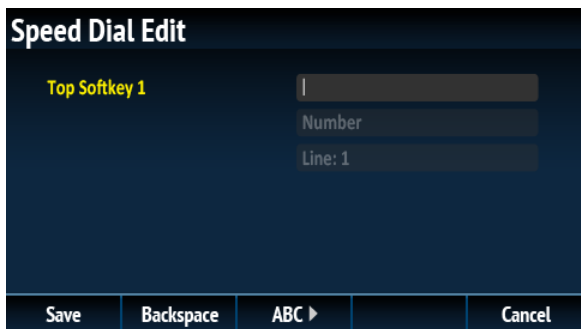 Speed Dial Edit
Top Softkey 1
Number
Line: 1
Save Backspace ABC Cancel